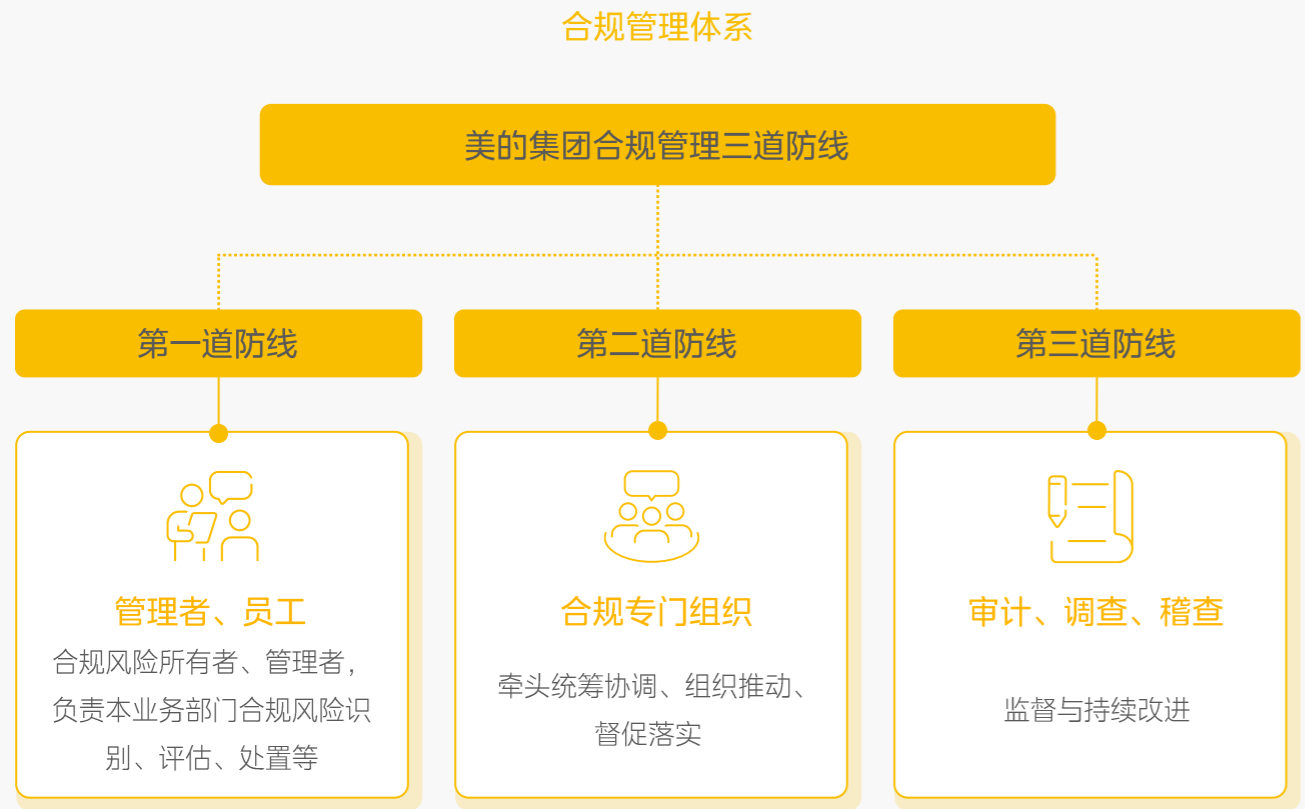 合规管理体系
美的集团合规管理三道防线
第一道防线
管理者、员工
合规风险所有者、管理者，
负责本业务部门合规风险识
别、评估、处置等
第二道防线
合规专门组织
牵头统筹协调、组织推动、
督促落实
第三道防线
审计、调查、稽查
监督与持续改进